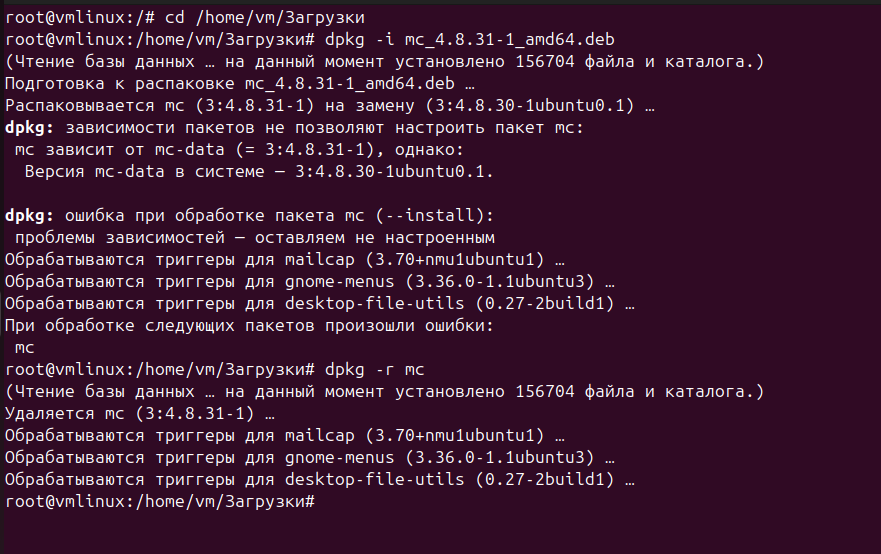 root@vmlinux:/# cd /home/vm/Загрузки
root@vmlinux:/home/vm/Загрузки# dpkg -i mc_4.8.31-1_amd64.deb
(Чтение базы данных … на данный момент установлено 156704 файла и каталога.)
Подготовка к распаковке mc_4.8.31-1_amd64.deb …
Распаковывается mc (3:4.8.31-1) на замену (3:4.8.30-1ubuntu0.1) …
dpkg: зависимости пакетов не позволяют настроить пакет mc:
 mc зависит от mc-data (= 3:4.8.31-1), однако:
  Версия mc-data в системе — 3:4.8.30-1ubuntu0.1.

dpkg: ошибка при обработке пакета mc (--install):
 проблемы зависимостей — оставляем не настроенным
Обрабатываются триггеры для mailcap (3.70+nmu1ubuntu1) …
Обрабатываются триггеры для gnome-menus (3.36.0-1.1ubuntu3) …
Обрабатываются триггеры для desktop-file-utils (0.27-2build1) …
При обработке следующих пакетов произошли ошибки:
 mc
root@vmlinux:/home/vm/Загрузки# dpkg -r mc
(Чтение базы данных … на данный момент установлено 156704 файла и каталога.)
Удаляется mc (3:4.8.31-1) …
Обрабатываются триггеры для mailcap (3.70+nmu1ubuntu1) …
Обрабатываются триггеры для gnome-menus (3.36.0-1.1ubuntu3) …
Обрабатываются триггеры для desktop-file-utils (0.27-2build1) …
root@vmlinux:/home/vm/Загрузки#